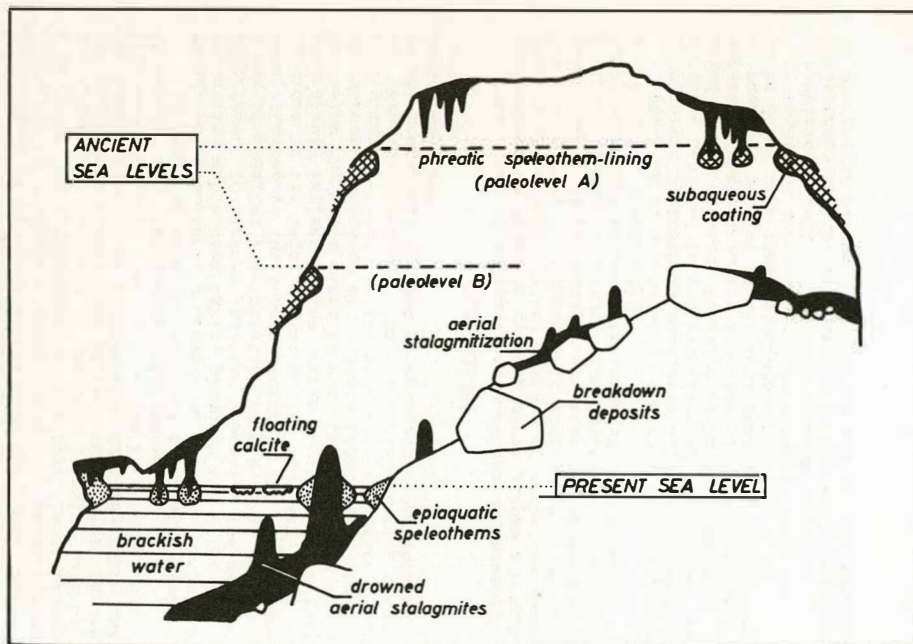 ANCIENT
SEA LEVELS
phreatic speleothem-lining
(paleolevel A)
subaqueous
coating
(paleolevel B)
aerial
stalagmitization
breakdown
deposits
floating
calcite
PRESENT SEA LEVEL
epiaquatic
speleothems
brackish
water
drowned
aerial stalagmites